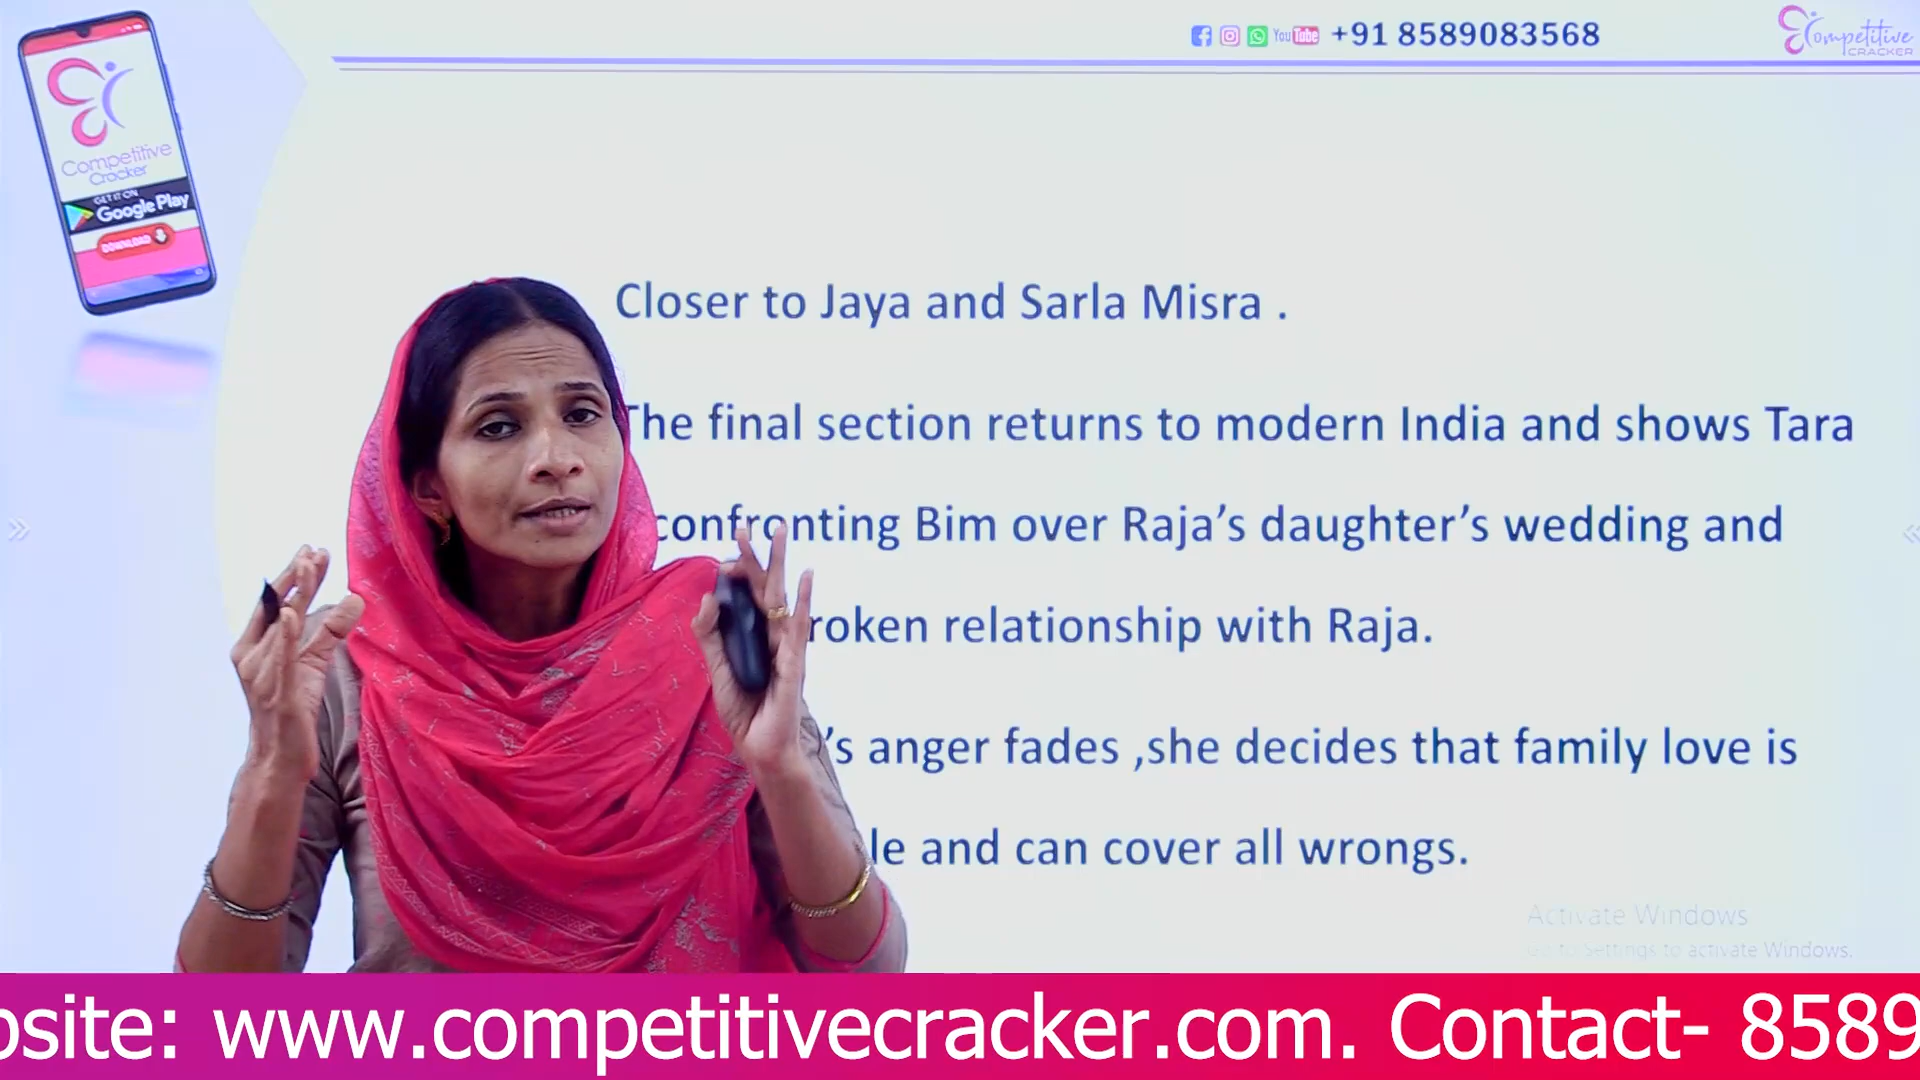 You Tube +91 8589083568
Competitive
CRACKER
Competitive
Cracker
GET IT ON
Google Play
DOWNLOAD
Closer to Jaya and Sarla Misra .
The final section returns to modern India and shows Tara
confronting Bim over Raja’s daughter’s wedding and
roken relationship with Raja.
’s anger fades ,she decides that family love is
le and can cover all wrongs.
Activate Windows
Go to Settings to activate Windows.
osite: www.competitivecracker.com. Contact- 8589